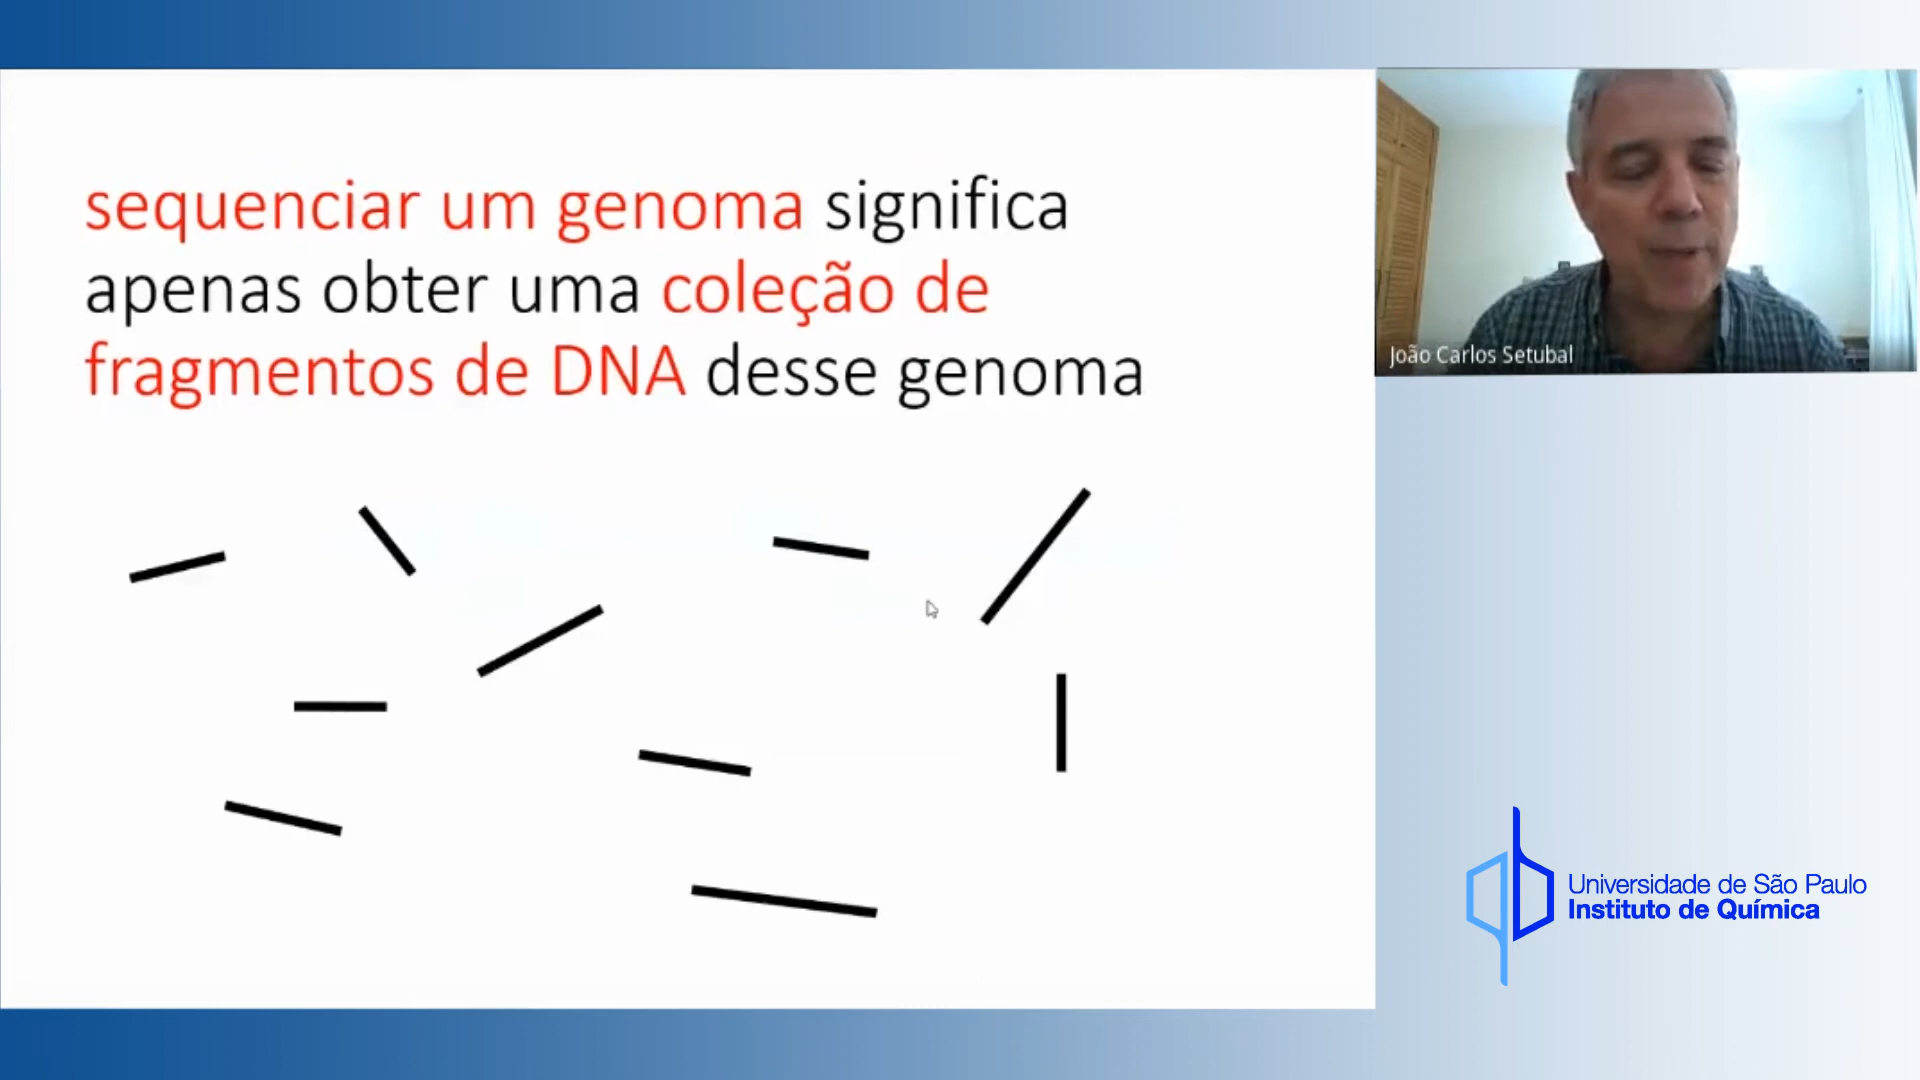 sequenciar um genoma significa
apenas obter uma coleção de
fragmentos de DNA desse genoma
João Carlos Setubal
Universidade de São Paulo
Instituto de Química